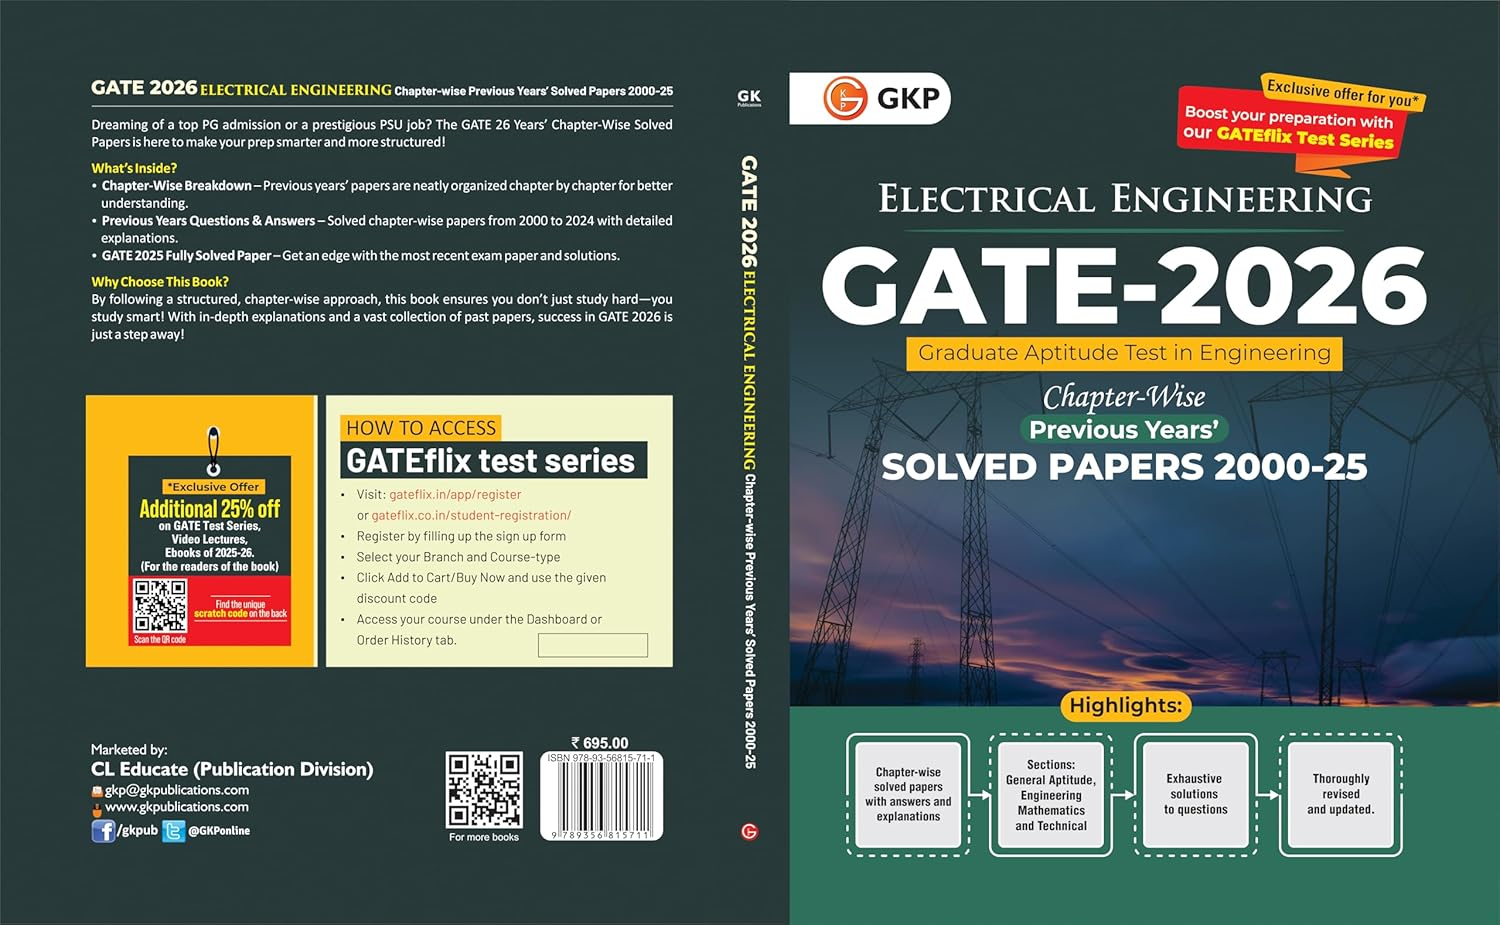 GATE 2026 ELECTRICAL ENGINEERING Chapter-wise Previous Years' Solved Papers 2000-25
Dreaming of a top PG admission or a prestigious PSU job? The GATE 26 Years' Chapter-Wise Solved
Papers is here to make your prep smarter and more structured!
What's Inside?
• Chapter-Wise Breakdown – Previous years' papers are neatly organized chapter by chapter for better
understanding.
• Previous Years Questions & Answers – Solved chapter-wise papers from 2000 to 2024 with detailed
explanations.
• GATE 2025 Fully Solved Paper – Get an edge with the most recent exam paper and solutions.
Why Choose This Book?
By following a structured, chapter-wise approach, this book ensures you don't just study hard—you
study smart! With in-depth explanations and a vast collection of past papers, success in GATE 2026 is
just a step away!
*Exclusive Offer
Additional 25% off
on GATE Test Series,
Video Lectures,
Ebooks of 2025-26.
(For the readers of the book)
Scan the QR code
Find the unique
scratch code on the back
HOW TO ACCESS
GATEflix test series
• Visit: gateflix.in/app/register
or gateflix.co.in/student-registration/
• Register by filling up the sign up form
• Select your Branch and Course-type
• Click Add to Cart/Buy Now and use the given
discount code
• Access your course under the Dashboard or
Order History tab.
Marketed by:
CL Educate (Publication Division)
gkp@gkpublications.com
www.gkpublications.com
/gkpub @GKPonline
For more books
₹ 695.00
ISBN 978-93-56815-71-1
9 789356 815711
GK
Publications
GATE 2026 ELECTRICAL ENGINEERING Chapter-wise Previous Years' Solved Papers 2000-25
GKP
Exclusive offer for you*
Boost your preparation with
our GATEflix Test Series
ELECTRICAL ENGINEERING
GATE-2026
Graduate Aptitude Test in Engineering
Chapter-Wise
Previous Years'
SOLVED PAPERS 2000-25
Highlights:
Chapter-wise
solved papers
with answers and
explanations
Sections:
General Aptitude,
Engineering
Mathematics
and Technical
Exhaustive
solutions
to questions
Thoroughly
revised
and updated.